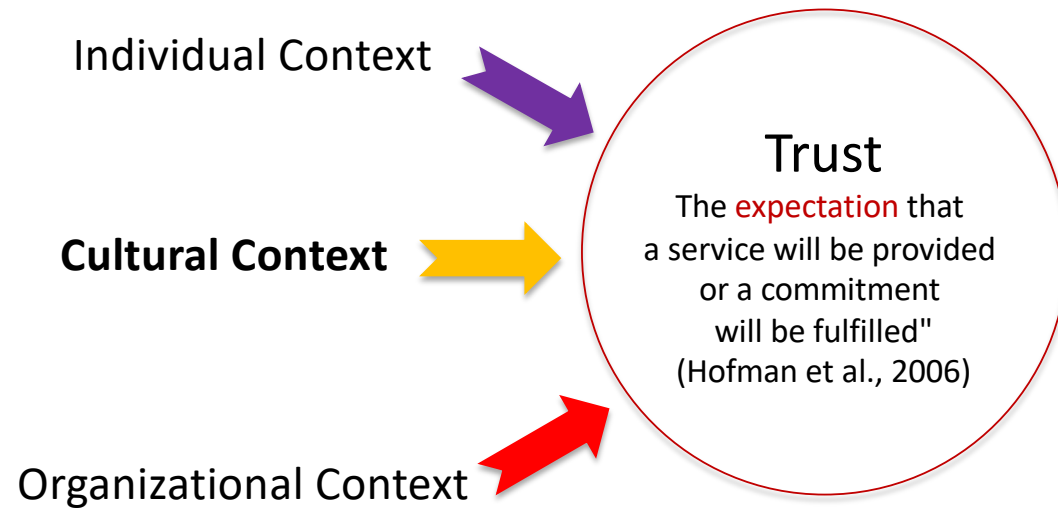 Individual Context
Trust
The expectation that
a service will be provided
or a commitment
will be fulfilled"
(Hofman et al., 2006)
Cultural Context
Organizational Context